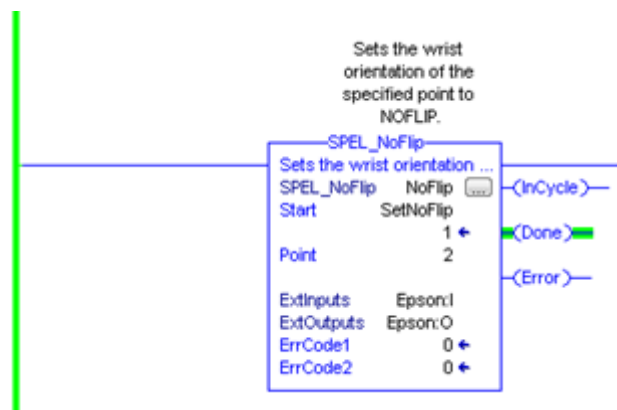 Sets the wrist
orientation of the
specified point to
NOFLIP.
SPEL_NoFlip
Sets the wrist orientation ...
SPEL_NoFlip NoFlip ... (InCycle)
Start SetNoFlip
1 (Done)
Point 2
(Error)
ExtInputs Epson:I
ExtOutputs Epson:O
ErrCode1 0
ErrCode2 0